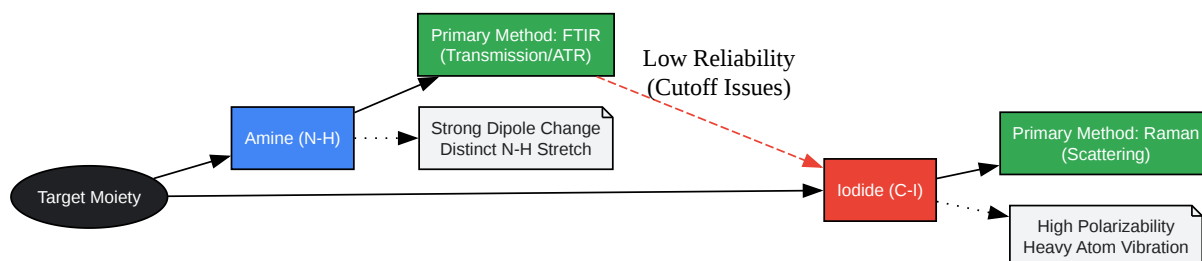 Primary Method: FTIR
(Transmission/ATR)
Low Reliability
(Cutoff Issues)
Amine (N-H)
Strong Dipole Change
Distinct N-H Stretch
Primary Method: Raman
(Scattering)
Target Moiety
Iodide (C-I)
High Polarizability
Heavy Atom Vibration